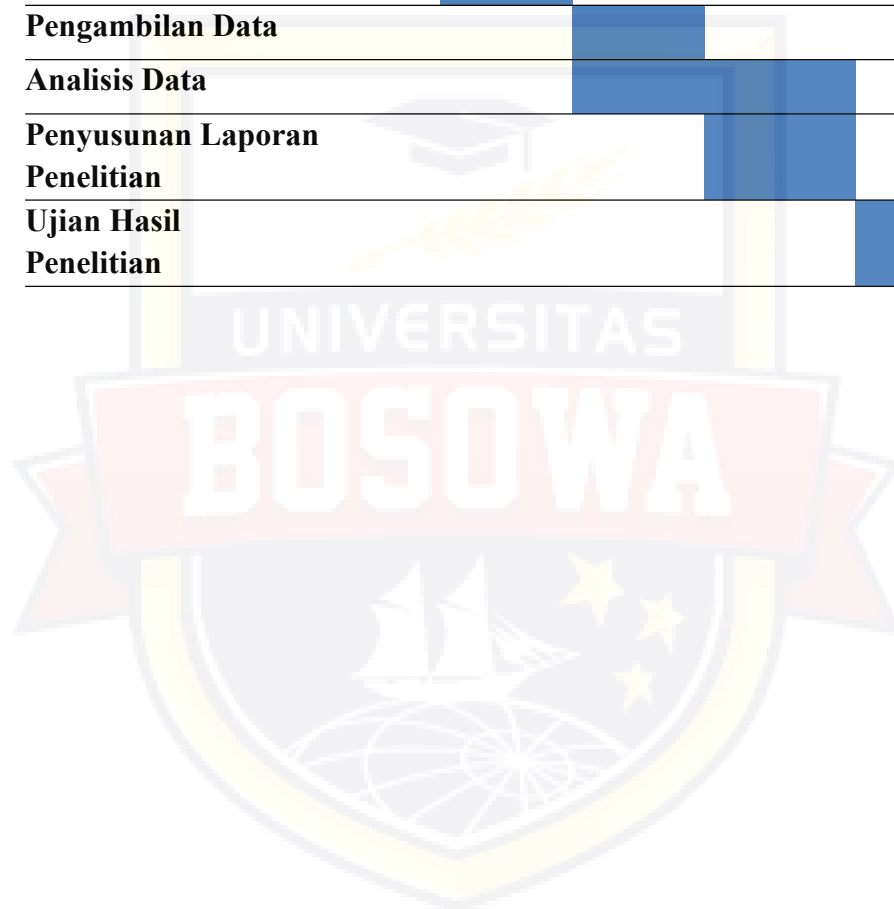 Pengambilan Data
Analisis Data
Penyusunan Laporan
Penelitian
Ujian Hasil
Penelitian
UNIVERSITAS
BOSOWA